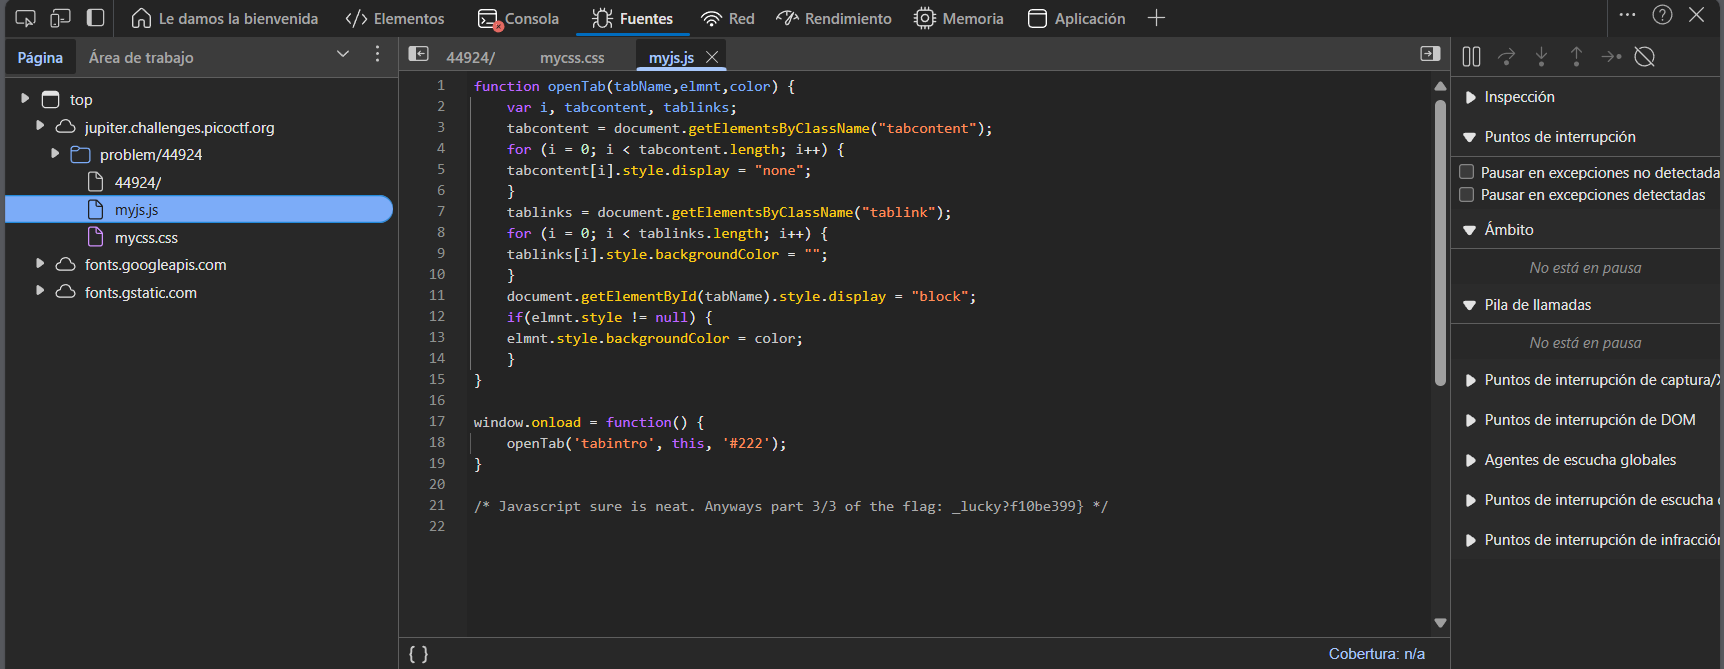 Le damos la bienvenida
Elementos
Consola
Fuentes
Red
Rendimiento
Memoria
Aplicación
Página
Área de trabajo
44924/
mycss.css
myjs.js
top
jupiter.challenges.picoctf.org
problem/44924
44924/
myjs.js
mycss.css
fonts.googleapis.com
fonts.gstatic.com
1 function openTab(tabName,elmnt,color) {
2 var i, tabcontent, tablinks;
3 tabcontent = document.getElementsByClassName("tabcontent");
4 for (i = 0; i < tabcontent.length; i++) {
5 tabcontent[i].style.display = "none";
6 }
7 tablinks = document.getElementsByClassName("tablink");
8 for (i = 0; i < tablinks.length; i++) {
9 tablinks[i].style.backgroundColor = "";
10 }
11 document.getElementById(tabName).style.display = "block";
12 if(elmnt.style != null) {
13 elmnt.style.backgroundColor = color;
14 }
15 }
16
17 window.onload = function() {
18 openTab('tabintro', this, '#222');
19 }
20
21 /* Javascript sure is neat. Anyways part 3/3 of the flag: _lucky?f10be399} */
22
{ }
Cobertura: n/a
Inspección
Puntos de interrupción
Pausar en excepciones no detectada
Pausar en excepciones detectadas
Ámbito
No está en pausa
Pila de llamadas
No está en pausa
Puntos de interrupción de captura/X
Puntos de interrupción de DOM
Agentes de escucha globales
Puntos de interrupción de escucha
Puntos de interrupción de infracción